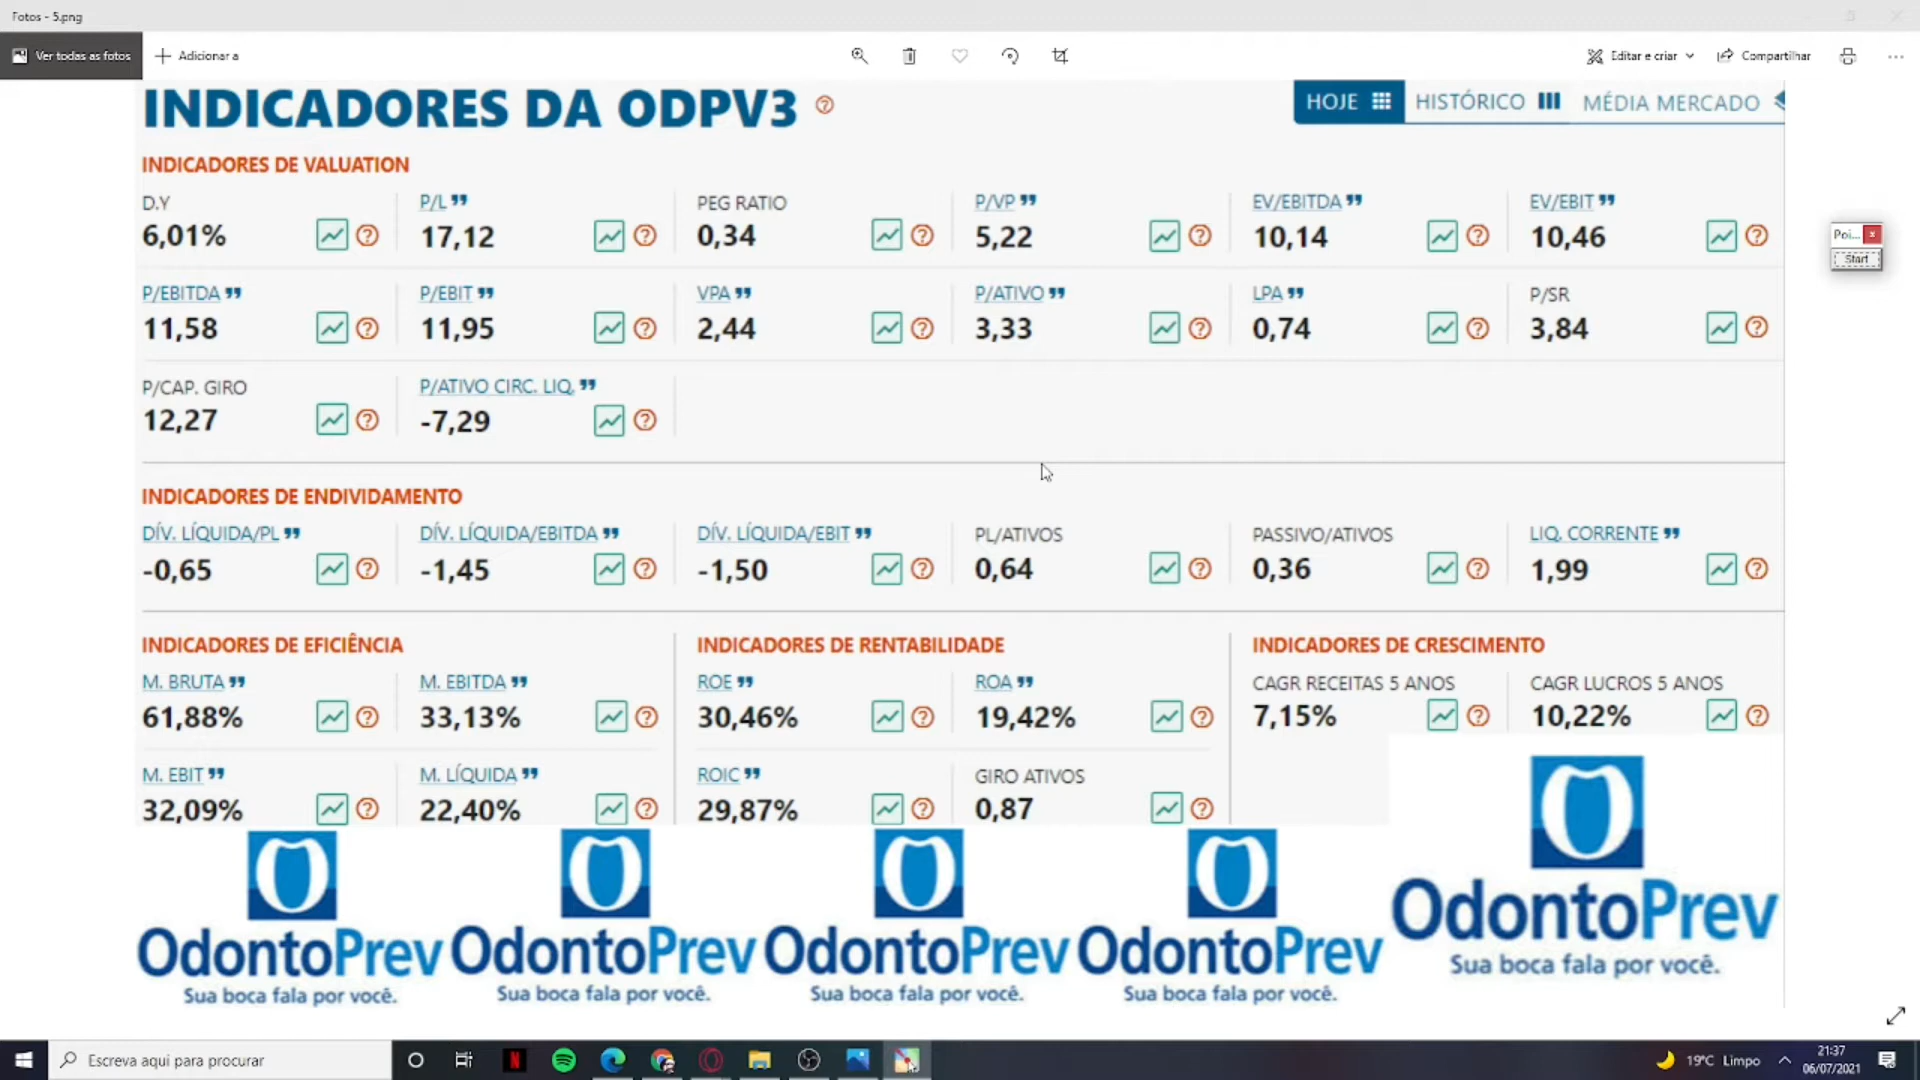 Fotos - 5.png
Ver todas as fotos
Adicionar a
Editar e criar
Compartilhar
INDICADORES DA ODPV3
HOJE
HISTÓRICO
MÉDIA MERCADO
INDICADORES DE VALUATION
D.Y
P/L
PEG RATIO
P/VP
EV/EBITDA
EV/EBIT
6,01%
17,12
0,34
5,22
10,14
10,46
Poi...
Start
P/EBITDA
P/EBIT
VPA
P/ATIVO
LPA
P/SR
11,58
11,95
2,44
3,33
0,74
3,84
P/CAP. GIRO
P/ATIVO CIRC. LIQ.
12,27
-7,29
INDICADORES DE ENDIVIDAMENTO
DÍV. LÍQUIDA/PL
DÍV. LÍQUIDA/EBITDA
DÍV. LÍQUIDA/EBIT
PL/ATIVOS
PASSIVO/ATIVOS
LIQ. CORRENTE
-0,65
-1,45
-1,50
0,64
0,36
1,99
INDICADORES DE EFICIÊNCIA
M. BRUTA
M. EBITDA
61,88%
33,13%
M. EBIT
M. LÍQUIDA
32,09%
22,40%
INDICADORES DE RENTABILIDADE
ROE
ROA
30,46%
19,42%
ROIC
GIRO ATIVOS
29,87%
0,87
INDICADORES DE CRESCIMENTO
CAGR RECEITAS 5 ANOS
CAGR LUCROS 5 ANOS
7,15%
10,22%
OdontoPrev
Sua boca fala por você.
OdontoPrev
Sua boca fala por você.
OdontoPrev
Sua boca fala por você.
OdontoPrev
Sua boca fala por você.
OdontoPrev
Sua boca fala por você.
Escreva aqui para procurar
19°C Limpo
21:37
06/07/2021